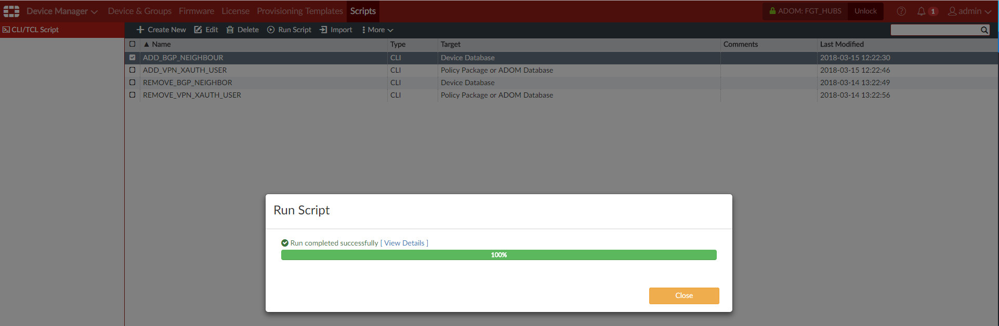 Device Manager Device & Groups Firmware License Provisioning Templates Scripts ADOM: FGT_HUBS Unlock ? 1 admin
CLI/TCL Script Create New Edit Delete Run Script Import More
▲ Name Type Target Comments Last Modified
ADD_BGP_NEIGHBOUR CLI Device Database 2018-03-15 12:22:30
ADD_VPN_XAUTH_USER CLI Policy Package or ADOM Database 2018-03-15 12:22:46
REMOVE_BGP_NEIGHBOR CLI Device Database 2018-03-14 13:22:49
REMOVE_VPN_XAUTH_USER CLI Policy Package or ADOM Database 2018-03-14 13:22:56
Run Script
Run completed successfully [ View Details ]
100%
Close